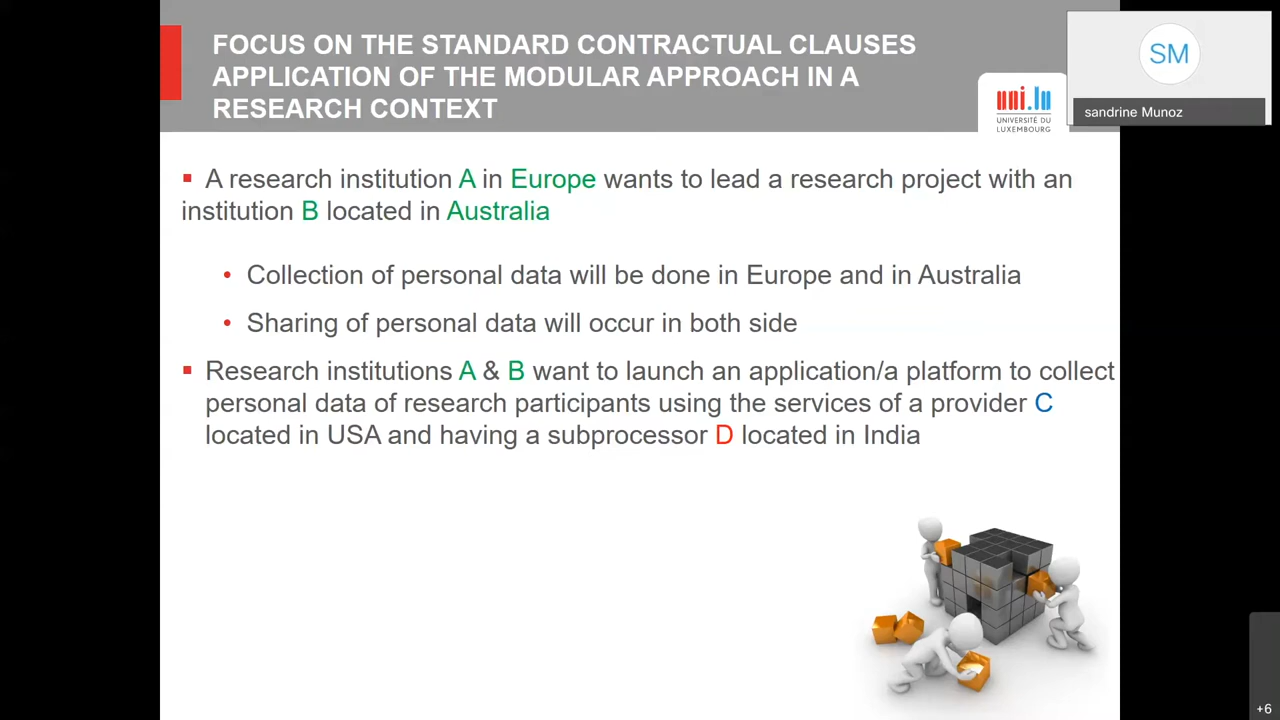 FOCUS ON THE STANDARD CONTRACTUAL CLAUSES
APPLICATION OF THE MODULAR APPROACH IN A
RESEARCH CONTEXT
SM
sandrine Munoz
uni.lu
UNIVERSITÉ DU
LUXEMBOURG
▪ A research institution A in Europe wants to lead a research project with an
institution B located in Australia
• Collection of personal data will be done in Europe and in Australia
• Sharing of personal data will occur in both side
▪ Research institutions A & B want to launch an application/a platform to collect
personal data of research participants using the services of a provider C
located in USA and having a subprocessor D located in India
+6